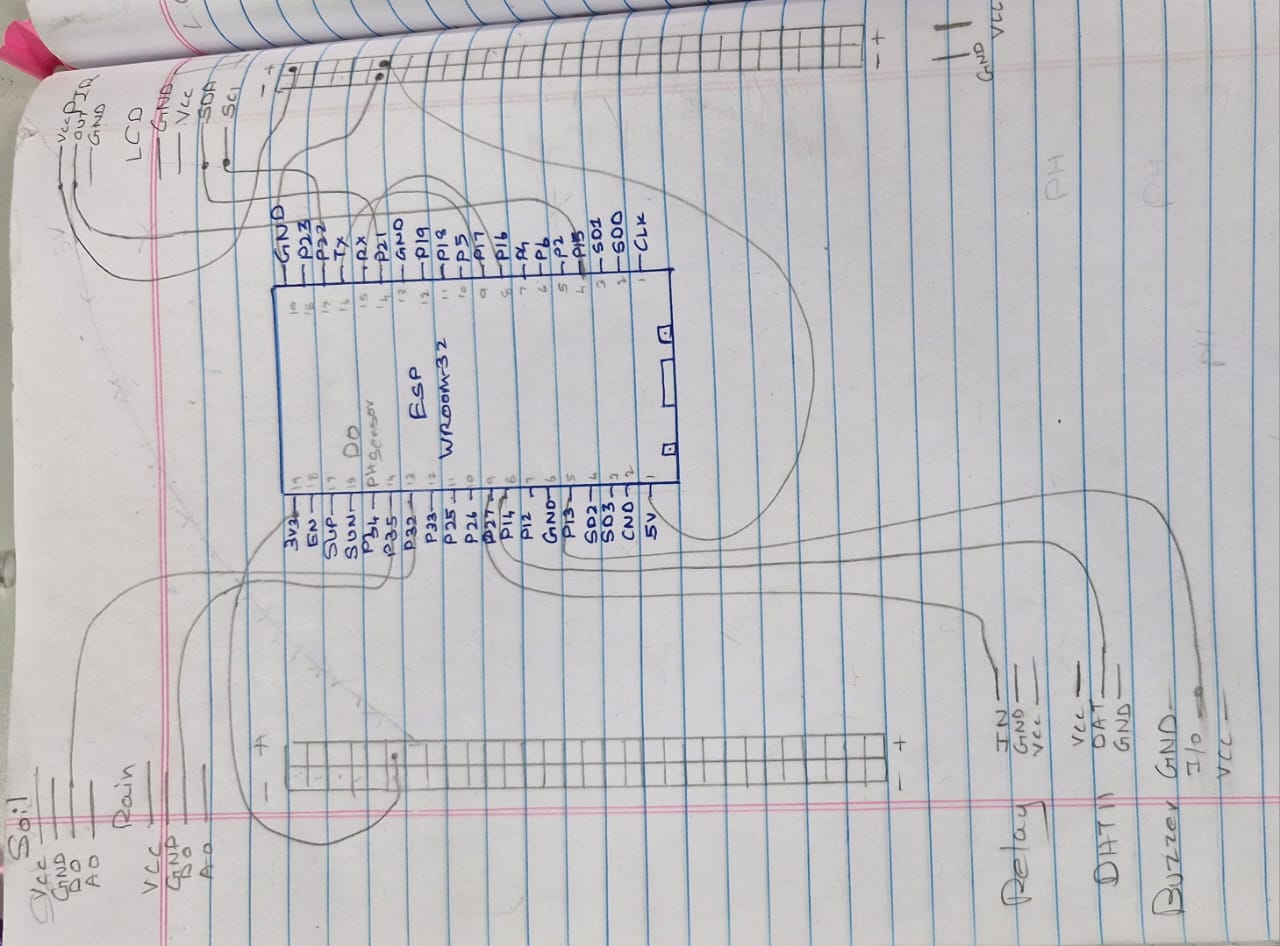 VCC PIR
OUT
GND
LCD
GND
VCC
SDA
SCl
5V
- +
- +
GND
VCC
GND
P23
P22
TX
RX
P21
GND
P19
P18
P5
P17
P16
P4
P6
P2
P15
SD1
SD0
CLK
19
18
17
16
15
14
13
12
11
10
9
8
7
6
5
4
3
2
1
DO
PH Sensor
ESP
WROOM-32
19
18
17
16
14
13
12
11
10
9
8
7
6
5
4
3
2
1
3V3
EN
SUP
SUN
P34
P35
P32
P33
P25
P26
P27
P14
P12
GND
P13
SD2
SD3
CND
5V
PH
PH
PH
- +
- +
Soil
VCC
GND
DO
AO
Rain
VCC
GND
DO
AO
Relay
IN
GND
VCC
DHT11
VCC
DAT
GND
Buzzer
GND
I/O
VCC